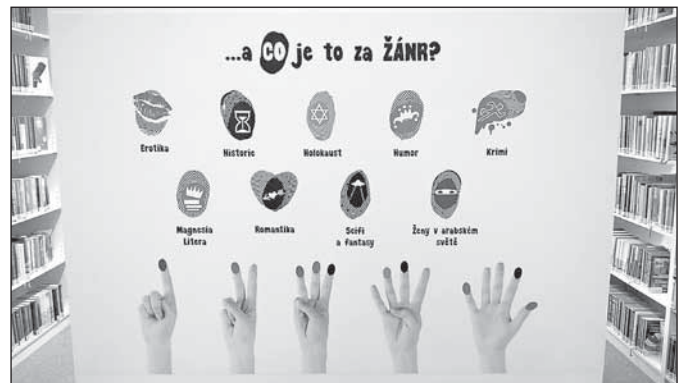 ...a CO je to za ŽÁNR?
Erotika
Historie
Holokaust
Humor
Krimi
Magnesia
Litera
Romantika
Scifi
a fantasy
Ženy v arabském
světě